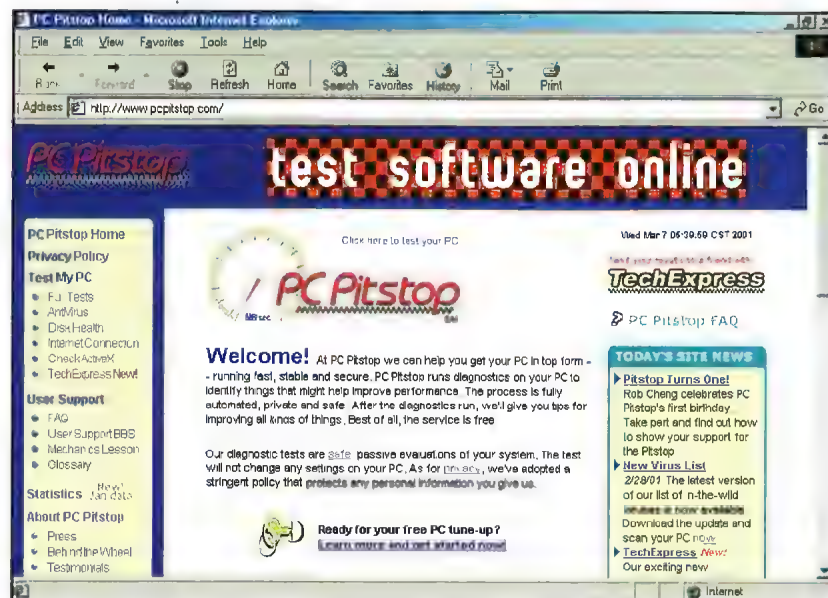 PC Pitstop Home - Microsoft Internet Explorer
File Edit View Favorites Tools Help
Back Forward Stop Refresh Home Search Favorites History Mail Print
Address http://www.pcpitstop.com/ Go
PC Pitstop
test software online
PC Pitstop Home
Privacy Policy
Test My PC
Full Tests
AntiVirus
Disk Health
Internet Connection
Check ActiveX
TechExpress New!
User Support
FAQ
User Support BBS
Mechanics Lesson
Glossary
Statistics New! Jan data
About PC Pitstop
Press
Behind the Wheel
Testimonials
Click here to test your PC
PC Pitstop
SM
Welcome! At PC Pitstop we can help you get your PC in top form -
- running fast, stable and secure. PC Pitstop runs diagnostics on your PC to
identify things that might help improve performance. The process is fully
automated, private and safe. After the diagnostics run, we'll give you tips for
improving all kinds of things. Best of all, the service is free
Our diagnostic tests are safe passive evaluations of your system. The test
will not change any settings on your PC. As for privacy, we've adopted a
stringent policy that protects any personal information you give us.
Ready for your free PC tune-up?
Learn more and get started now!
Wed Mar 7 06:39:59 CST 2001
TechExpress
PC Pitstop FAQ
TODAY'S SITE NEWS
Pitstop Turns One!
Rob Cheng celebrates PC
Pitstop's first birthday.
Take part and find out how
to show your support for
the Pitstop
New Virus List
2/28/01 The latest version
of our list of in-the-wild
viruses is now available
Download the update and
scan your PC now
TechExpress New!
Our exciting new
Internet